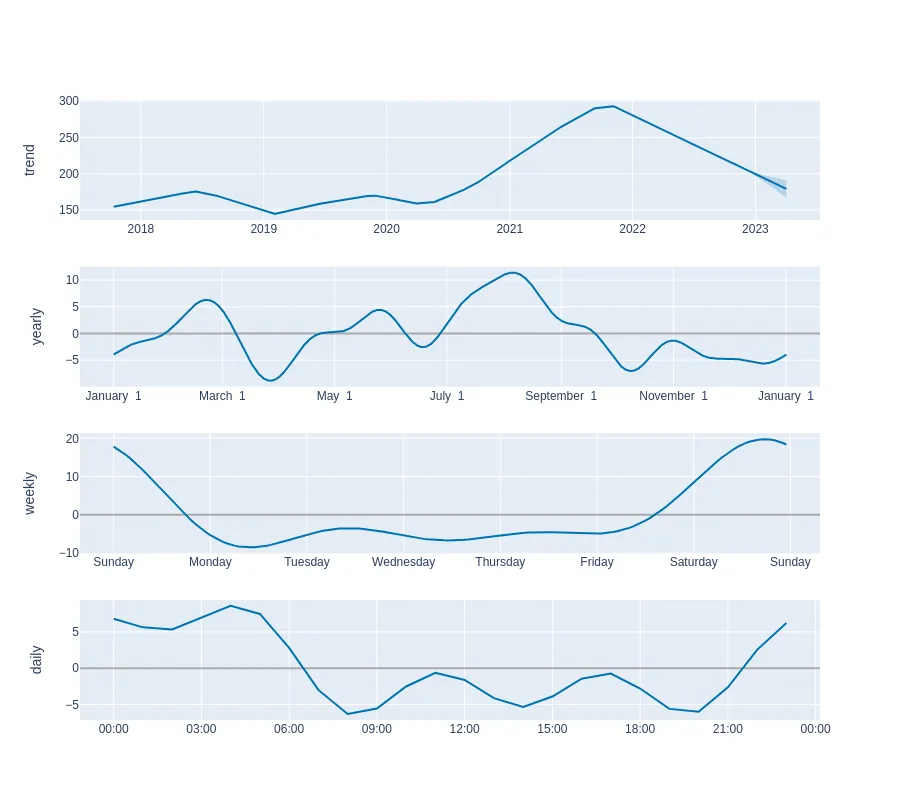 trend
300
250
200
150
2018 2019 2020 2021 2022 2023
yearly
10
5
0
−5
January 1 March 1 May 1 July 1 September 1 November 1 January 1
weekly
20
10
0
−10
Sunday Monday Tuesday Wednesday Thursday Friday Saturday Sunday
daily
5
0
−5
00:00 03:00 06:00 09:00 12:00 15:00 18:00 21:00 00:00